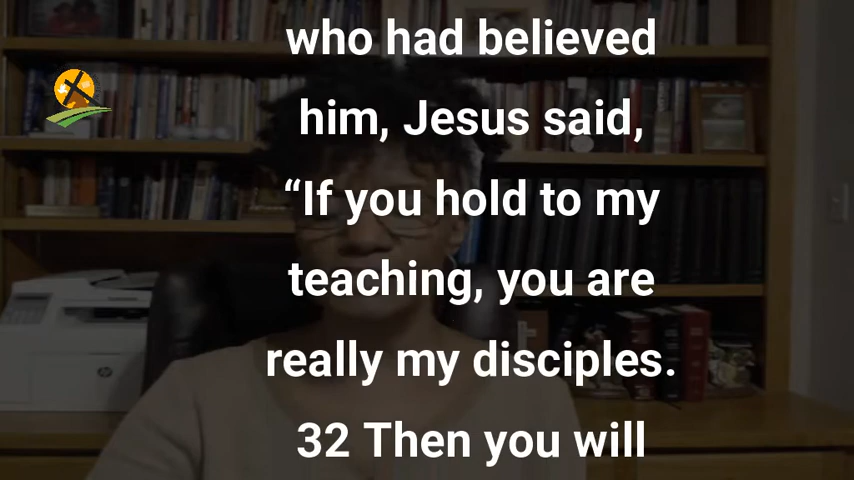 who had believed
him, Jesus said,
“If you hold to my
teaching, you are
really my disciples.
32 Then you will